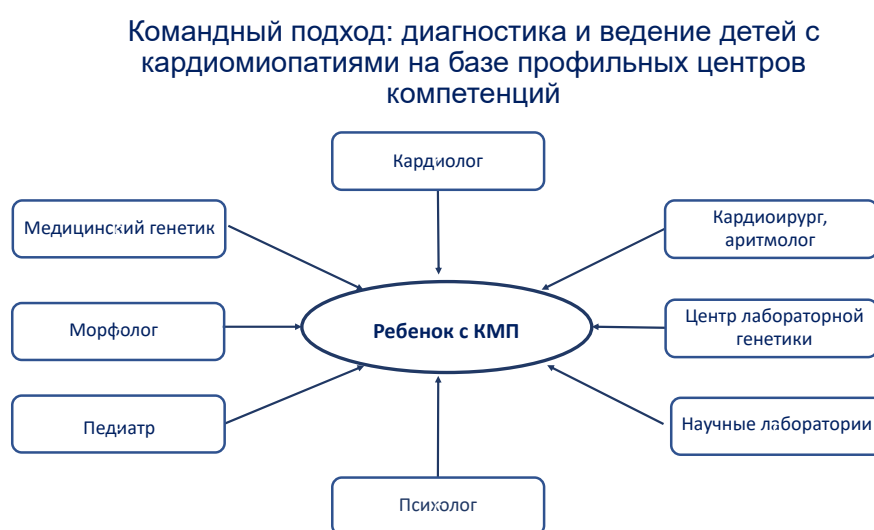 Командный подход: диагностика и ведение детей с
кардиомиопатиями на базе профильных центров
компетенций
Кардиолог
Медицинский генетик
Кардиоирург,
аритмолог
Морфолог
Ребенок с КМП
Центр лабораторной
генетики
Педиатр
Научные лаборатории
Психолог